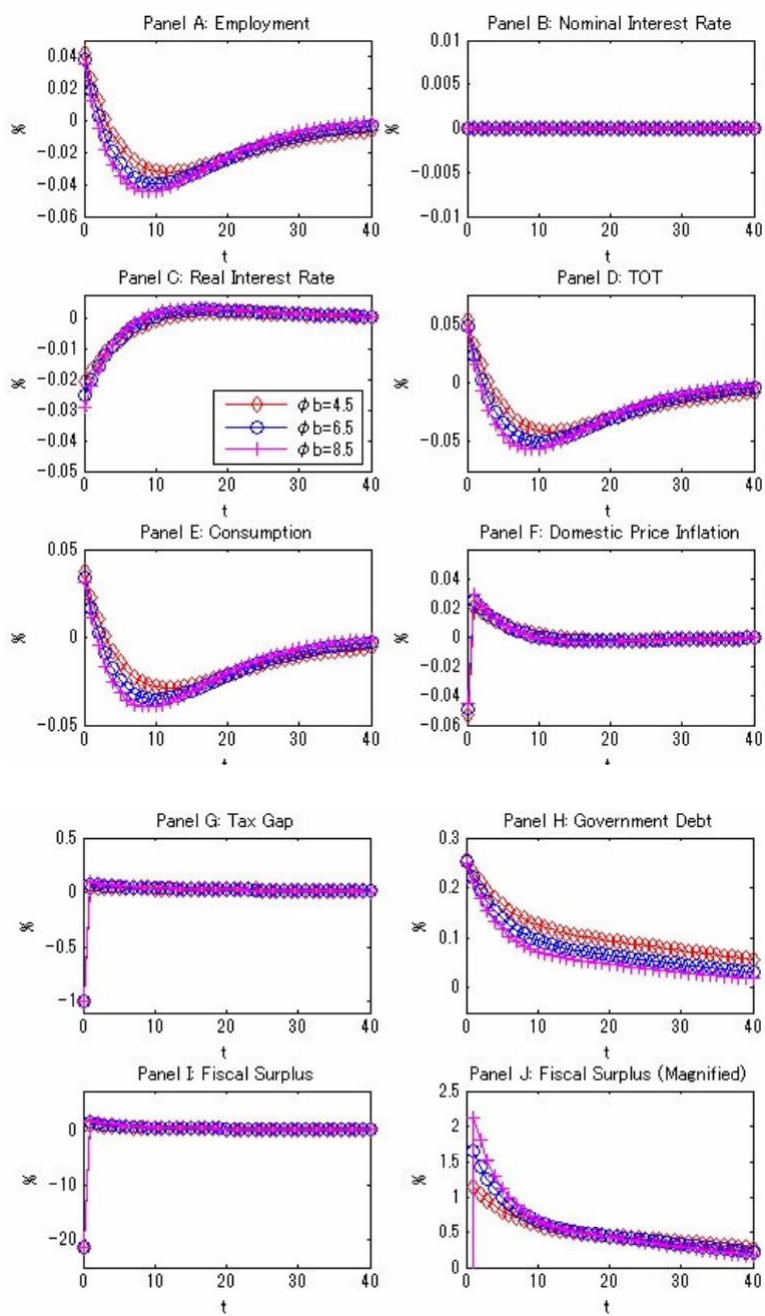 Panel A: Employment
0.04
0.02
0
-0.02
-0.04
-0.06
%
0 10 20 30 40
t
Panel B: Nominal Interest Rate
0.01
0.005
0
-0.005
-0.01
%
0 10 20 30 40
t
Panel C: Real Interest Rate
0
-0.01
-0.02
-0.03
-0.04
-0.05
%
φb=4.5
φb=6.5
φb=8.5
0 10 20 30 40
t
Panel D: TOT
0.05
0
-0.05
%
0 10 20 30 40
t
Panel E: Consumption
0.05
0
-0.05
%
0 10 20 30 40
t
Panel F: Domestic Price Inflation
0.04
0.02
0
-0.02
-0.04
-0.06
%
0 10 20 30 40
t
Panel G: Tax Gap
0.5
0
-0.5
-1
%
0 10 20 30 40
t
Panel H: Government Debt
0.3
0.2
0.1
0
%
0 10 20 30 40
t
Panel I: Fiscal Surplus
0
-10
-20
%
0 10 20 30 40
t
Panel J: Fiscal Surplus (Magnified)
2.5
2
1.5
1
0.5
0
%
0 10 20 30 40
t